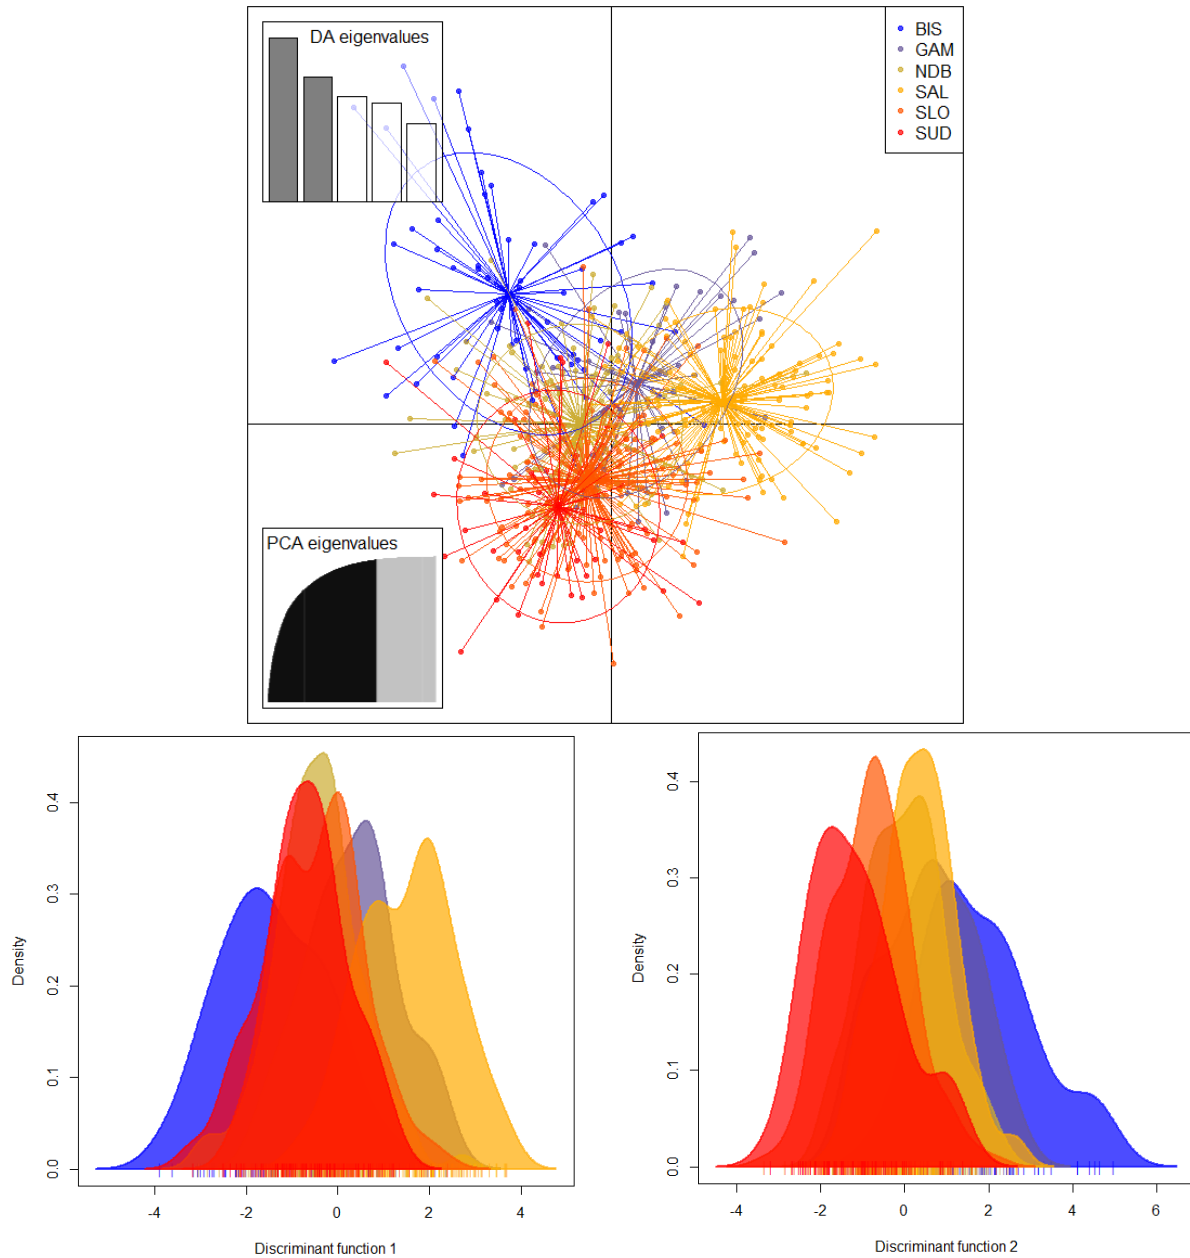 DA eigenvalues
BIS
GAM
NDB
SAL
SLO
SUD
PCA eigenvalues
Density
0.0
0.1
0.2
0.3
0.4
-4
-2
0
2
4
Discriminant function 1
Density
0.0
0.1
0.2
0.3
0.4
-4
-2
0
2
4
6
Discriminant function 2